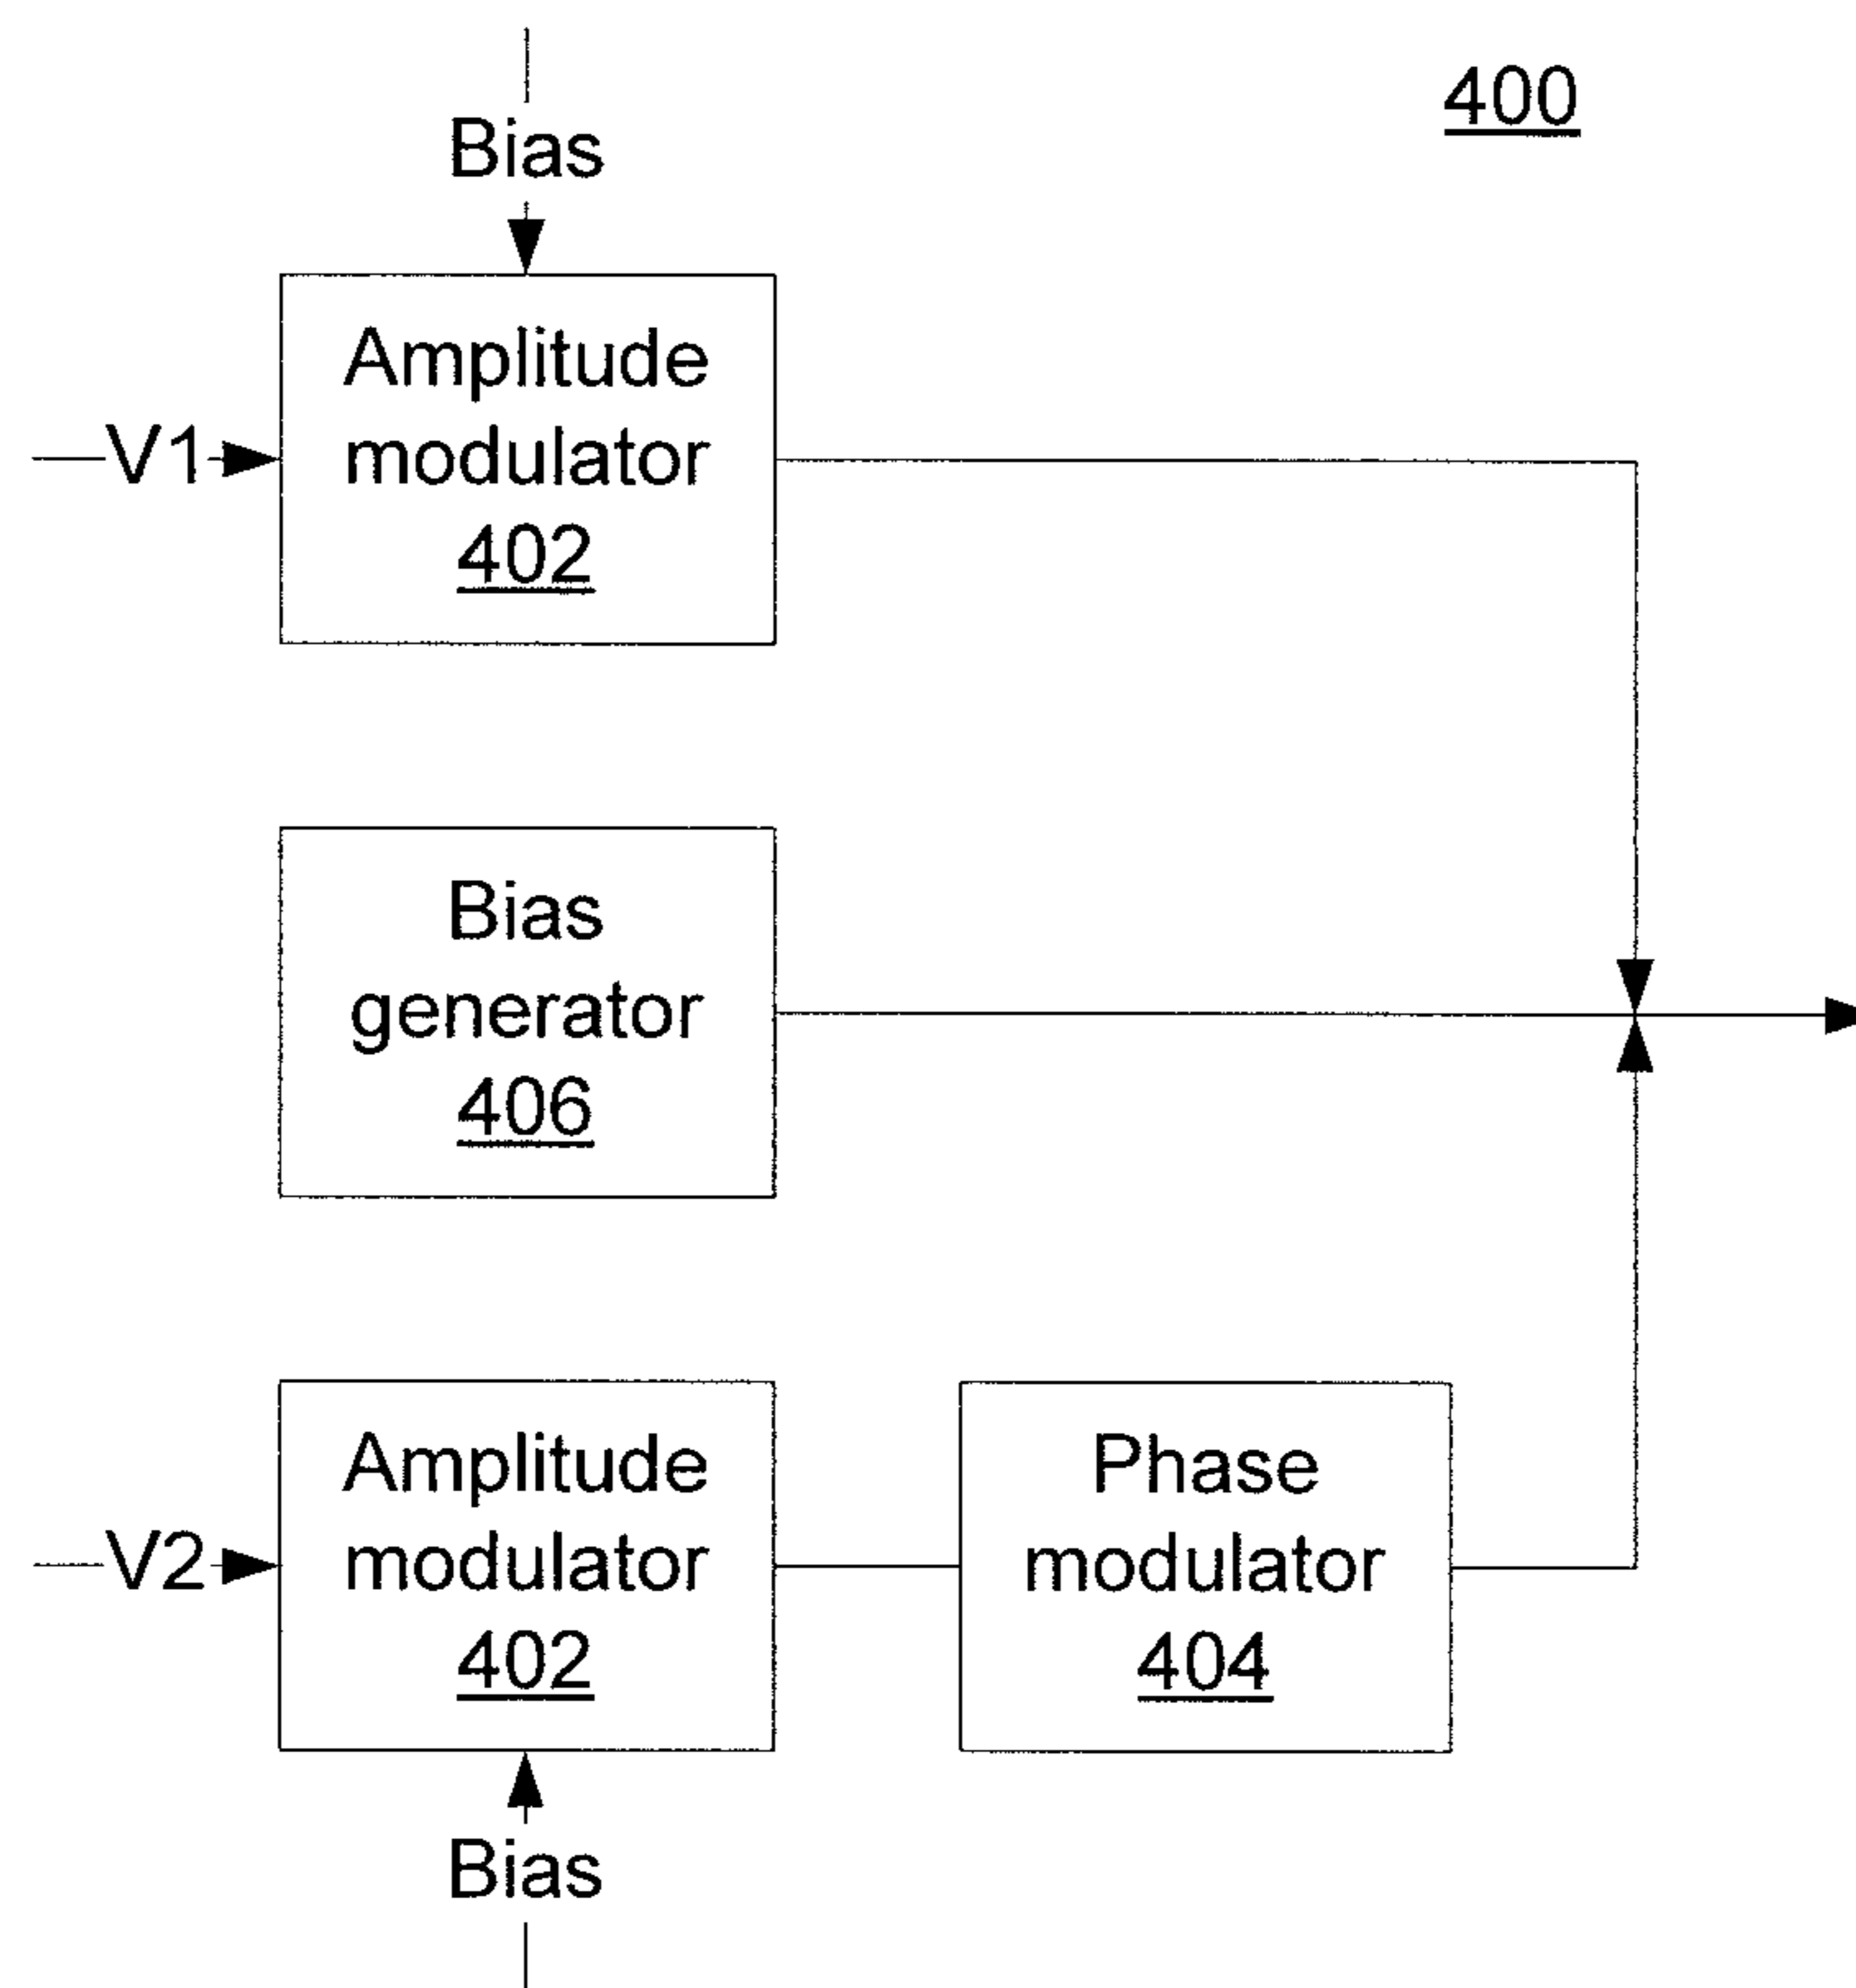 400
Bias
Amplitude
modulator
402
V1
Bias
generator
406
Amplitude
modulator
402
V2
Phase
modulator
404
Bias